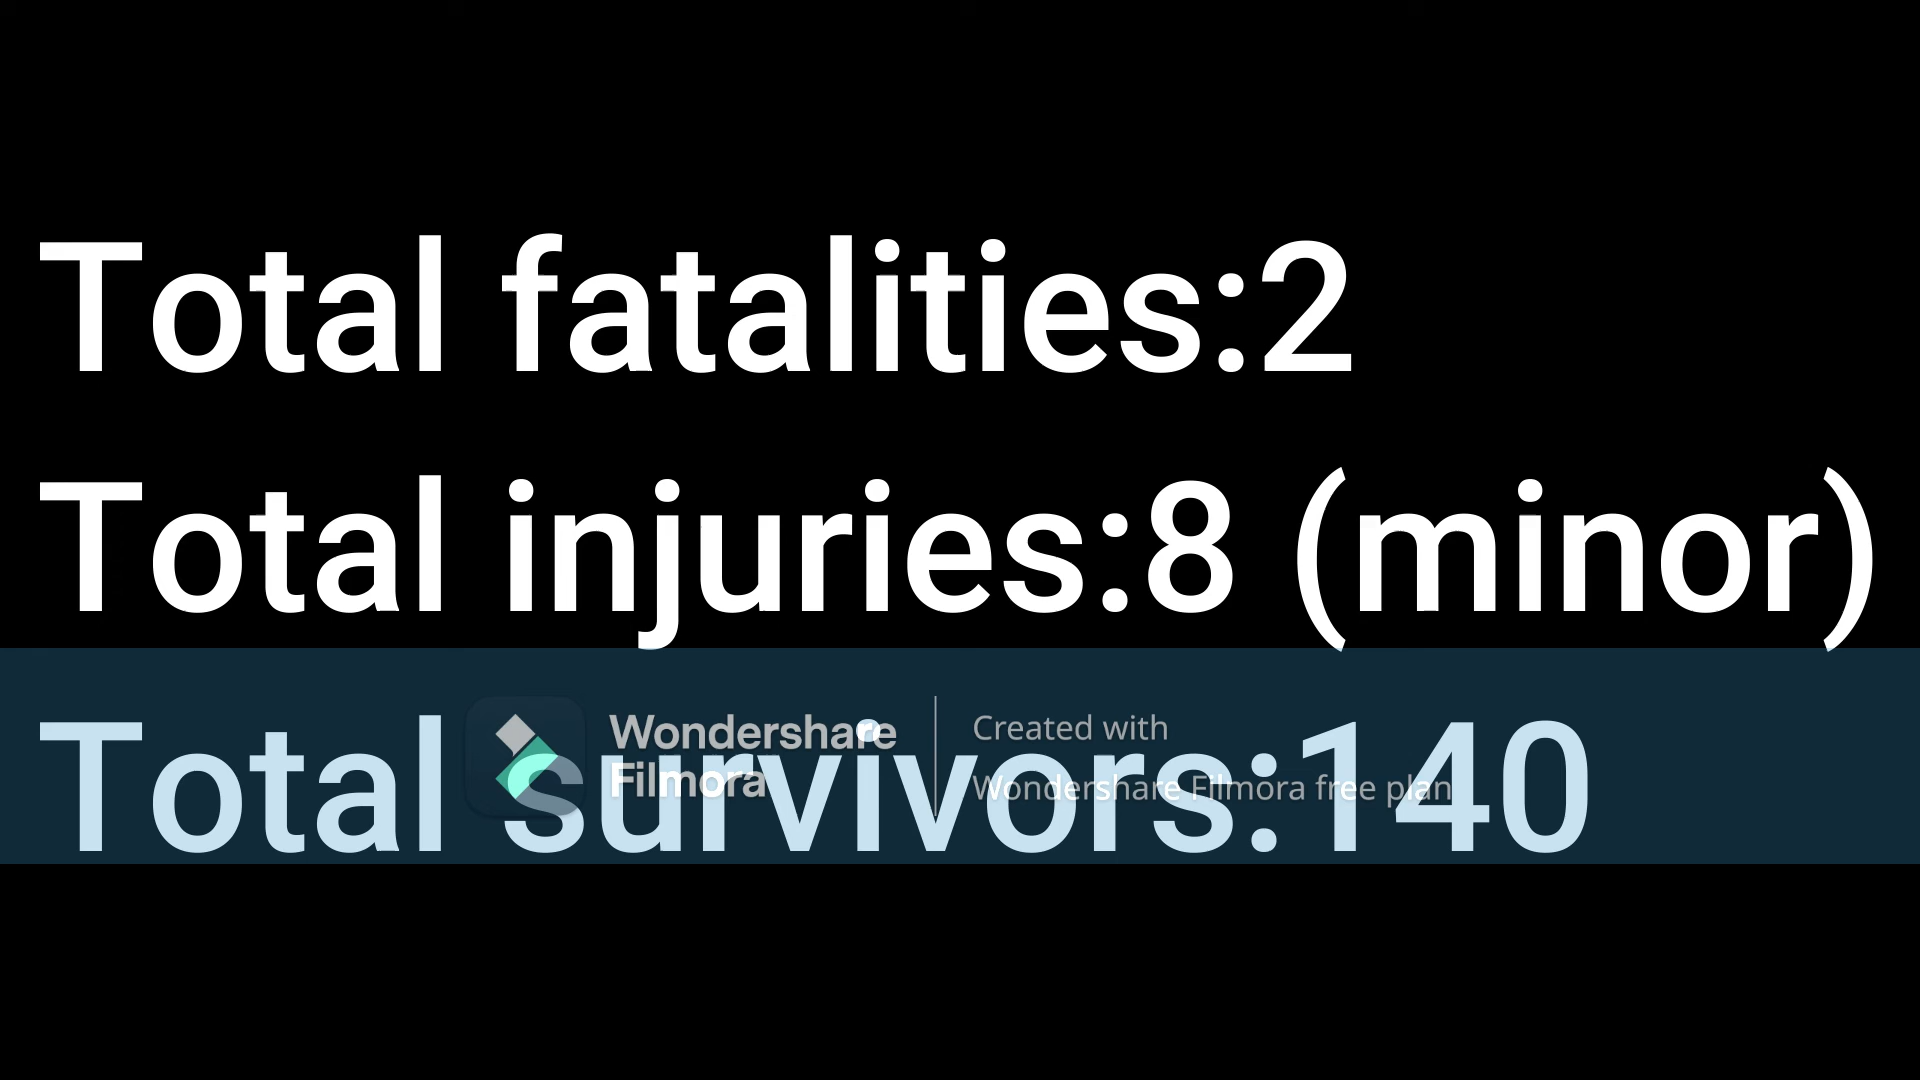 Total fatalities:2
Total injuries:8 (minor)
Total survivors:140
Wondershare
Filmora
Created with
Wondershare Filmora free plan